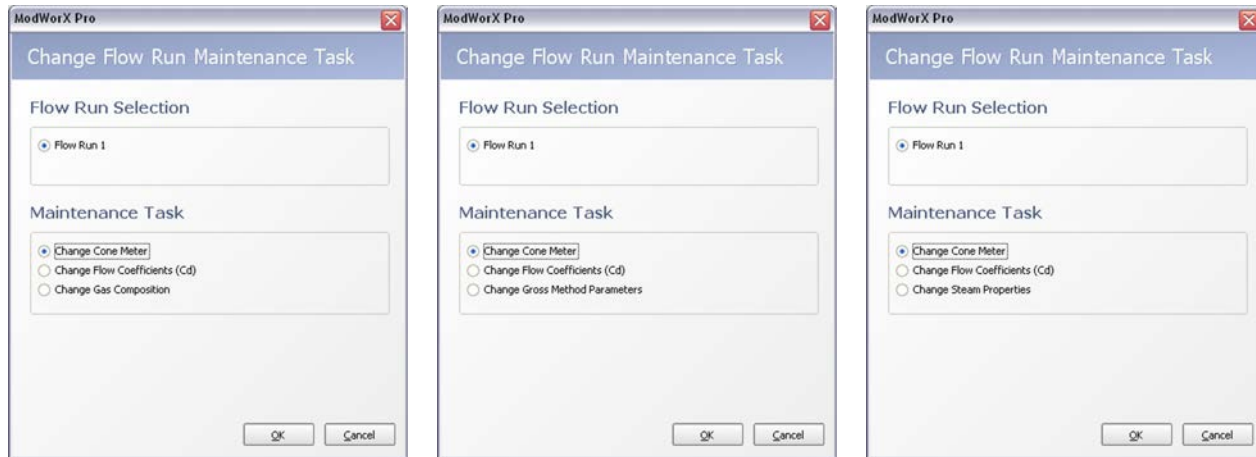 ModWorX Pro
Change Flow Run Maintenance Task
Flow Run Selection
Flow Run 1
Maintenance Task
Change Cone Meter
Change Flow Coefficients (Cd)
Change Gas Composition
OK Cancel
ModWorX Pro
Change Flow Run Maintenance Task
Flow Run Selection
Flow Run 1
Maintenance Task
Change Cone Meter
Change Flow Coefficients (Cd)
Change Gross Method Parameters
OK Cancel
ModWorX Pro
Change Flow Run Maintenance Task
Flow Run Selection
Flow Run 1
Maintenance Task
Change Cone Meter
Change Flow Coefficients (Cd)
Change Steam Properties
OK Cancel